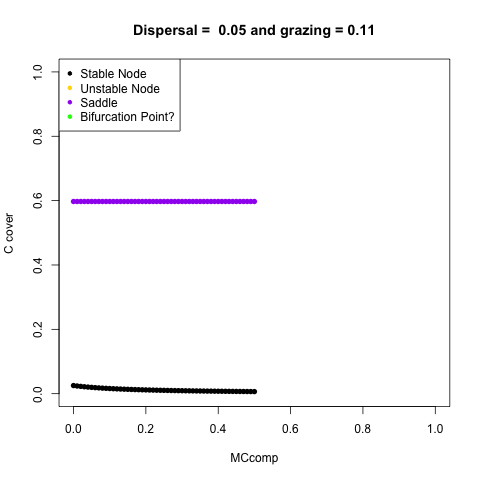 Dispersal =  0.05 and grazing = 0.11
Stable Node
Unstable Node
Saddle
Bifurcation Point?
C cover
1.0
0.8
0.6
0.4
0.2
0.0
0.0 0.2 0.4 0.6 0.8 1.0
MCcomp